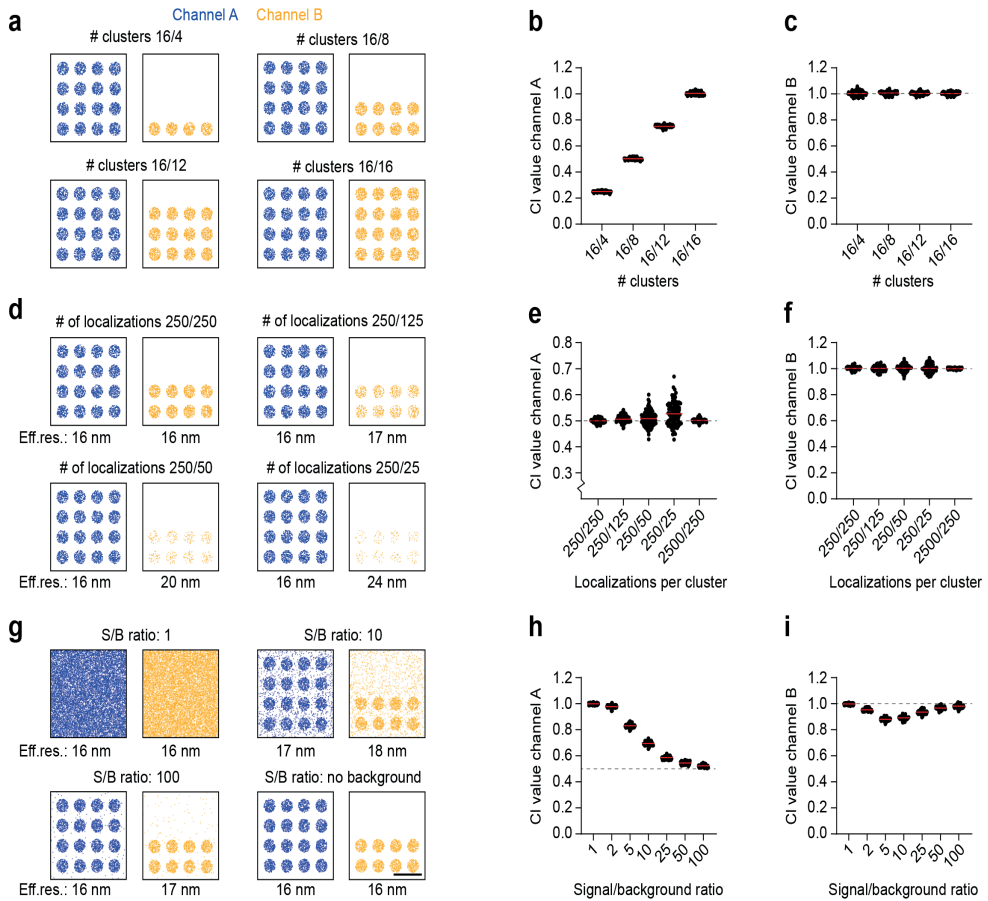 Channel A Channel B
a
# clusters 16/4
# clusters 16/8
# clusters 16/12
# clusters 16/16
b
CI value channel A
1.2
1.0
0.8
0.6
0.4
0.2
0.0
16/4 16/8 16/12 16/16
# clusters
c
CI value channel B
1.2
1.0
0.8
0.6
0.4
0.2
0.0
16/4 16/8 16/12 16/16
# clusters
d
# of localizations 250/250
# of localizations 250/125
Eff.res.: 16 nm 16 nm 16 nm 17 nm
# of localizations 250/50
# of localizations 250/25
Eff.res.: 16 nm 20 nm 16 nm 24 nm
e
CI value channel A
0.8
0.7
0.6
0.5
0.4
0.3
250/250 250/125 250/50 250/25 2500/250
Localizations per cluster
f
CI value channel B
1.2
1.0
0.8
0.6
0.4
0.2
0.0
250/250 250/125 250/50 250/25 2500/250
Localizations per cluster
g
S/B ratio: 1
S/B ratio: 10
Eff.res.: 16 nm 16 nm 17 nm 18 nm
S/B ratio: 100
S/B ratio: no background
Eff.res.: 16 nm 17 nm 16 nm 16 nm
h
CI value channel A
1.2
1.0
0.8
0.6
0.4
0.2
0.0
1 2 5 10 25 50 100
Signal/background ratio
i
CI value channel B
1.2
1.0
0.8
0.6
0.4
0.2
0.0
1 2 5 10 25 50 100
Signal/background ratio